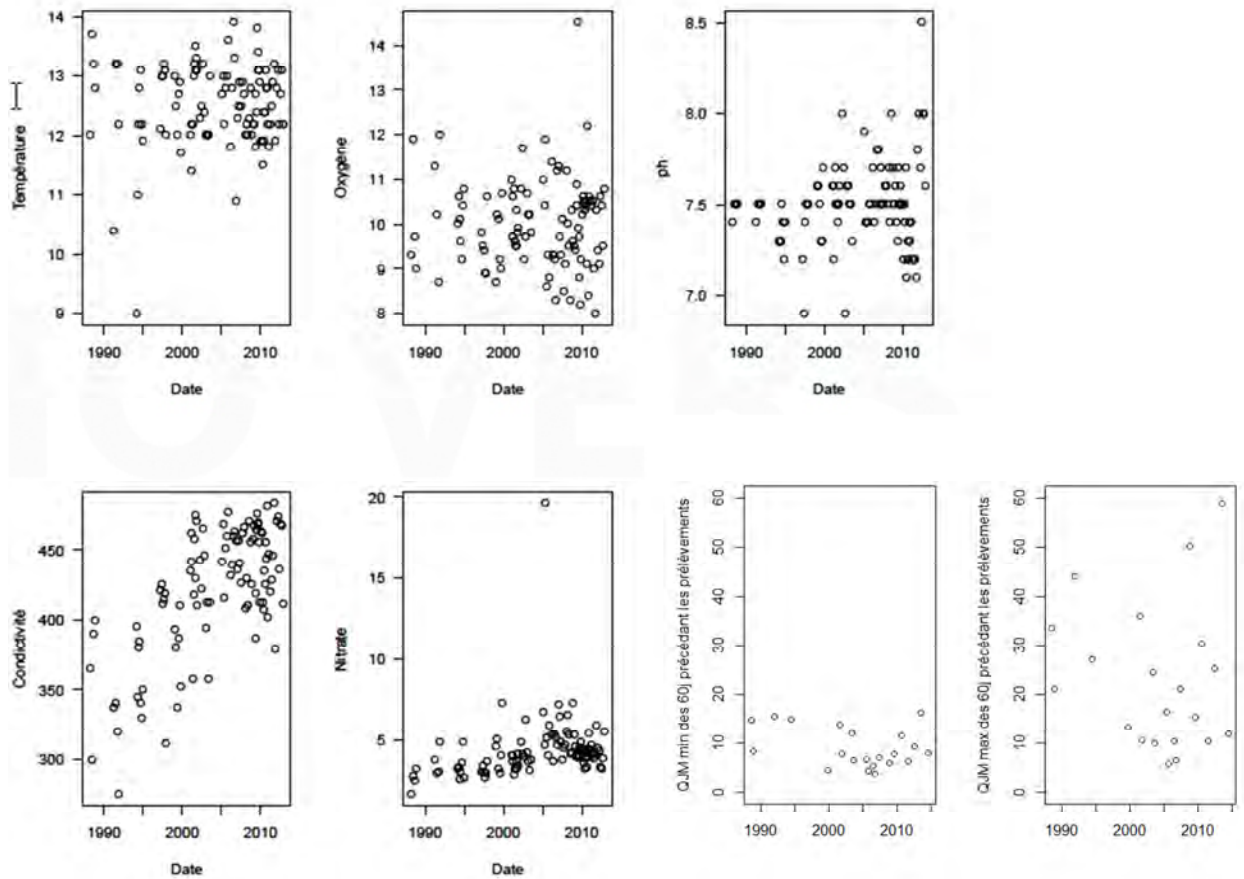 14
13
12
11
10
9
Température
1990 2000 2010
Date
14
13
12
11
10
9
8
Oxygène
1990 2000 2010
Date
8.5
8.0
7.5
7.0
ph
1990 2000 2010
Date
450
400
350
300
Condictivité
1990 2000 2010
Date
20
15
10
5
Nitrate
1990 2000 2010
Date
60
50
40
30
20
10
0
QJM min des 60j précédant les prélèvements
1990 2000 2010
60
50
40
30
20
10
0
QJM max des 60j précédant les prélèvements
1990 2000 2010